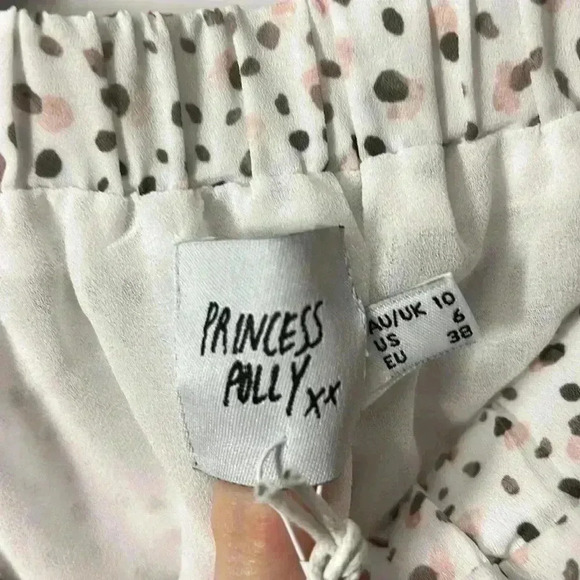 PRINCESS
POLLY xx
AU/UK 10
US 6
EU 38